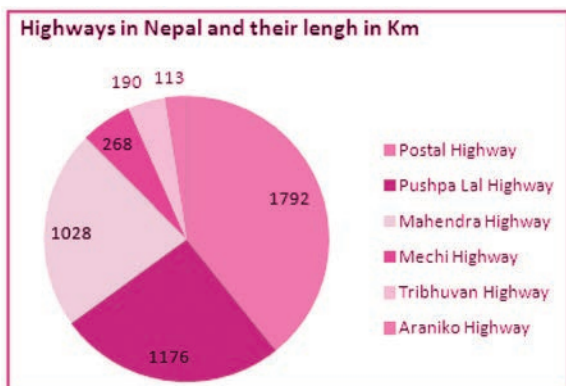 Highways in Nepal and their lengh in Km
190
113
268
1792
1028
1176
Postal Highway
Pushpa Lal Highway
Mahendra Highway
Mechi Highway
Tribhuvan Highway
Araniko Highway